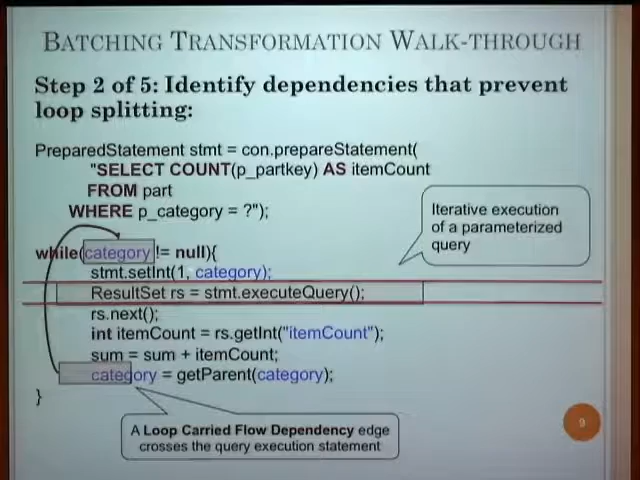 BATCHING TRANSFORMATION WALK-THROUGH
Step 2 of 5: Identify dependencies that prevent
loop splitting:
PreparedStatement stmt = con.prepareStatement(
"SELECT COUNT(p_partkey) AS itemCount
FROM part
WHERE p_category = ?");
Iterative execution
of a parameterized
query
while(category != null){
stmt.setInt(1, category);
ResultSet rs = stmt.executeQuery();
rs.next();
int itemCount = rs.getInt("itemCount");
sum = sum + itemCount;
category = getParent(category);
}
A Loop Carried Flow Dependency edge
crosses the query execution statement
9